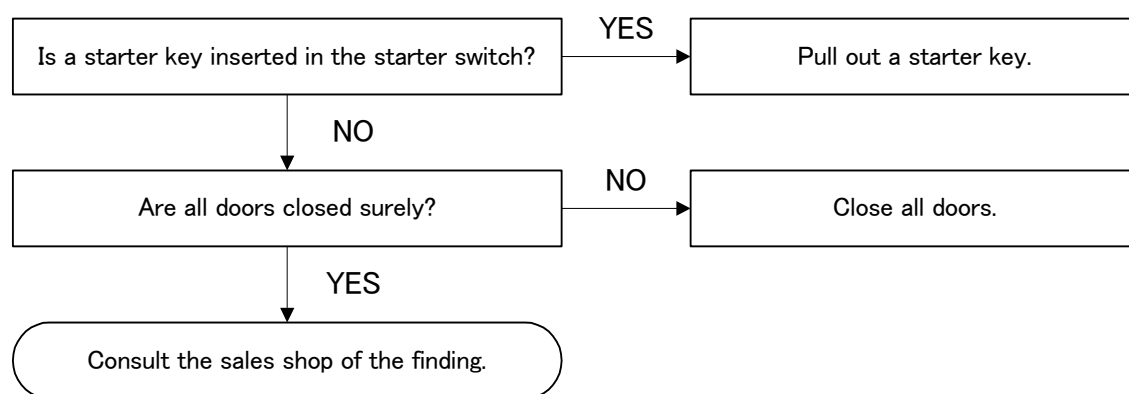 Is a starter key inserted in the starter switch?
YES
Pull out a starter key.
NO
Are all doors closed surely?
NO
Close all doors.
YES
Consult the sales shop of the finding.